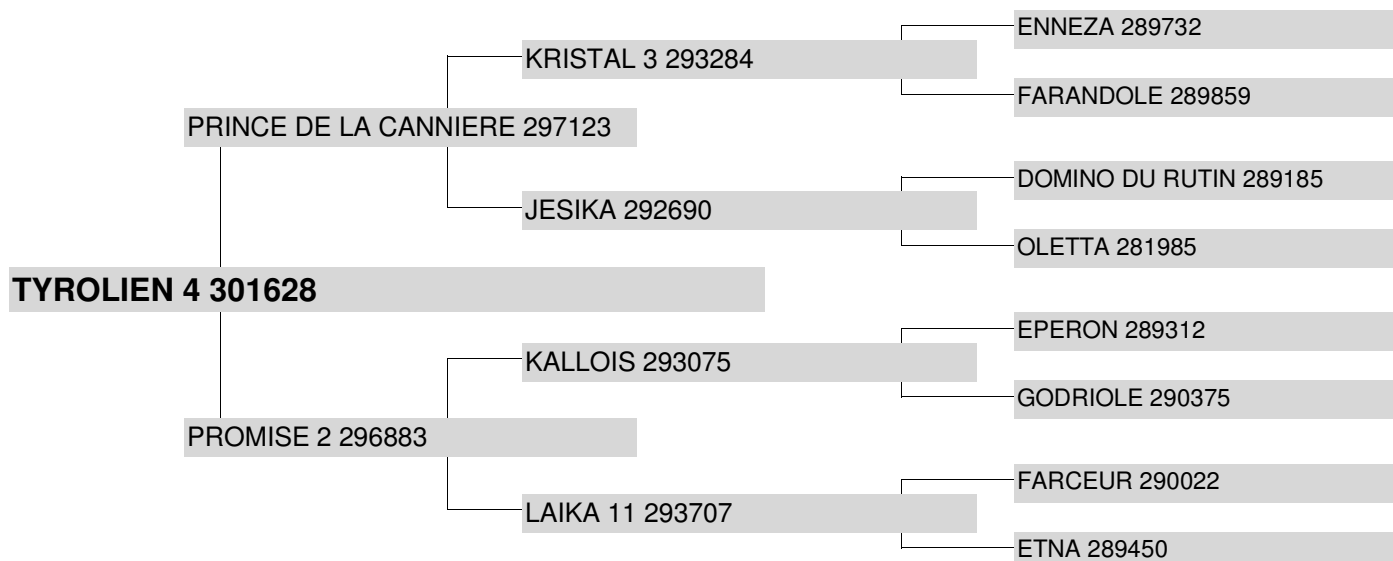 ENNEZA 289732
KRISTAL 3 293284
FARANDOLE 289859
PRINCE DE LA CANNIERE 297123
DOMINO DU RUTIN 289185
JESIKA 292690
OLETTA 281985
TYROLIEN 4 301628
EPERON 289312
KALLOIS 293075
GODRIOLE 290375
PROMISE 2 296883
FARCEUR 290022
LAIKA 11 293707
ETNA 289450